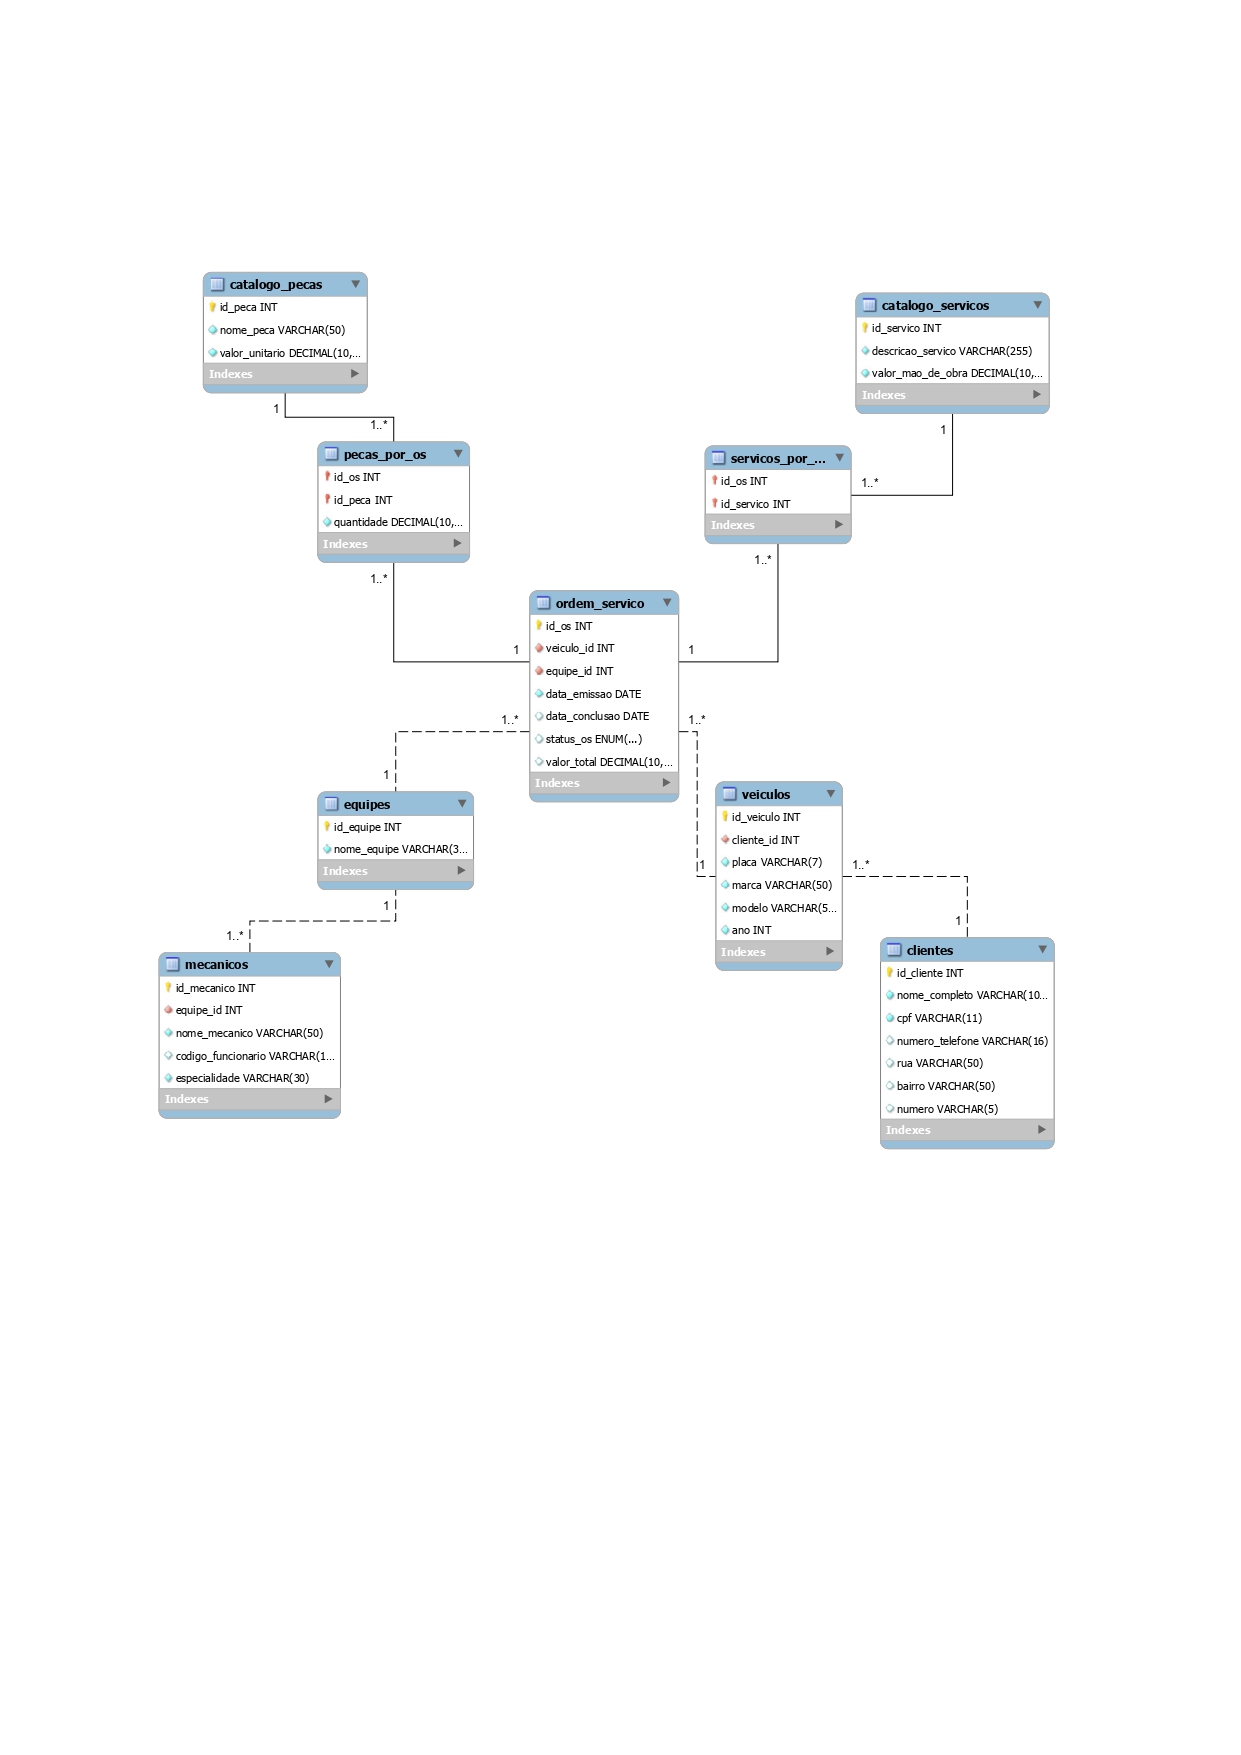 catalogo_pecas
id_peca INT
nome_peca VARCHAR(50)
valor_unitario DECIMAL(10,...
Indexes
1
1..*
catalogo_servicos
id_servico INT
descricao_servico VARCHAR(255)
valor_mao_de_obra DECIMAL(10,...
Indexes
1
1..*
pecas_por_os
id_os INT
id_peca INT
quantidade DECIMAL(10,...
Indexes
1..*
1
servicos_por_...
id_os INT
id_servico INT
Indexes
1..*
1
ordem_servico
id_os INT
veiculo_id INT
equipe_id INT
data_emissao DATE
data_conclusao DATE
status_os ENUM(...)
valor_total DECIMAL(10,...
Indexes
1..*
1
1..*
1
equipes
id_equipe INT
nome_equipe VARCHAR(3...
Indexes
1
1..*
veiculos
id_veiculo INT
cliente_id INT
placa VARCHAR(7)
marca VARCHAR(50)
modelo VARCHAR(5...
ano INT
Indexes
1..*
1
mecanicos
id_mecanico INT
equipe_id INT
nome_mecanico VARCHAR(50)
codigo_funcionario VARCHAR(1...
especialidade VARCHAR(30)
Indexes
clientes
id_cliente INT
nome_completo VARCHAR(10...
cpf VARCHAR(11)
numero_telefone VARCHAR(16)
rua VARCHAR(50)
bairro VARCHAR(50)
numero VARCHAR(5)
Indexes